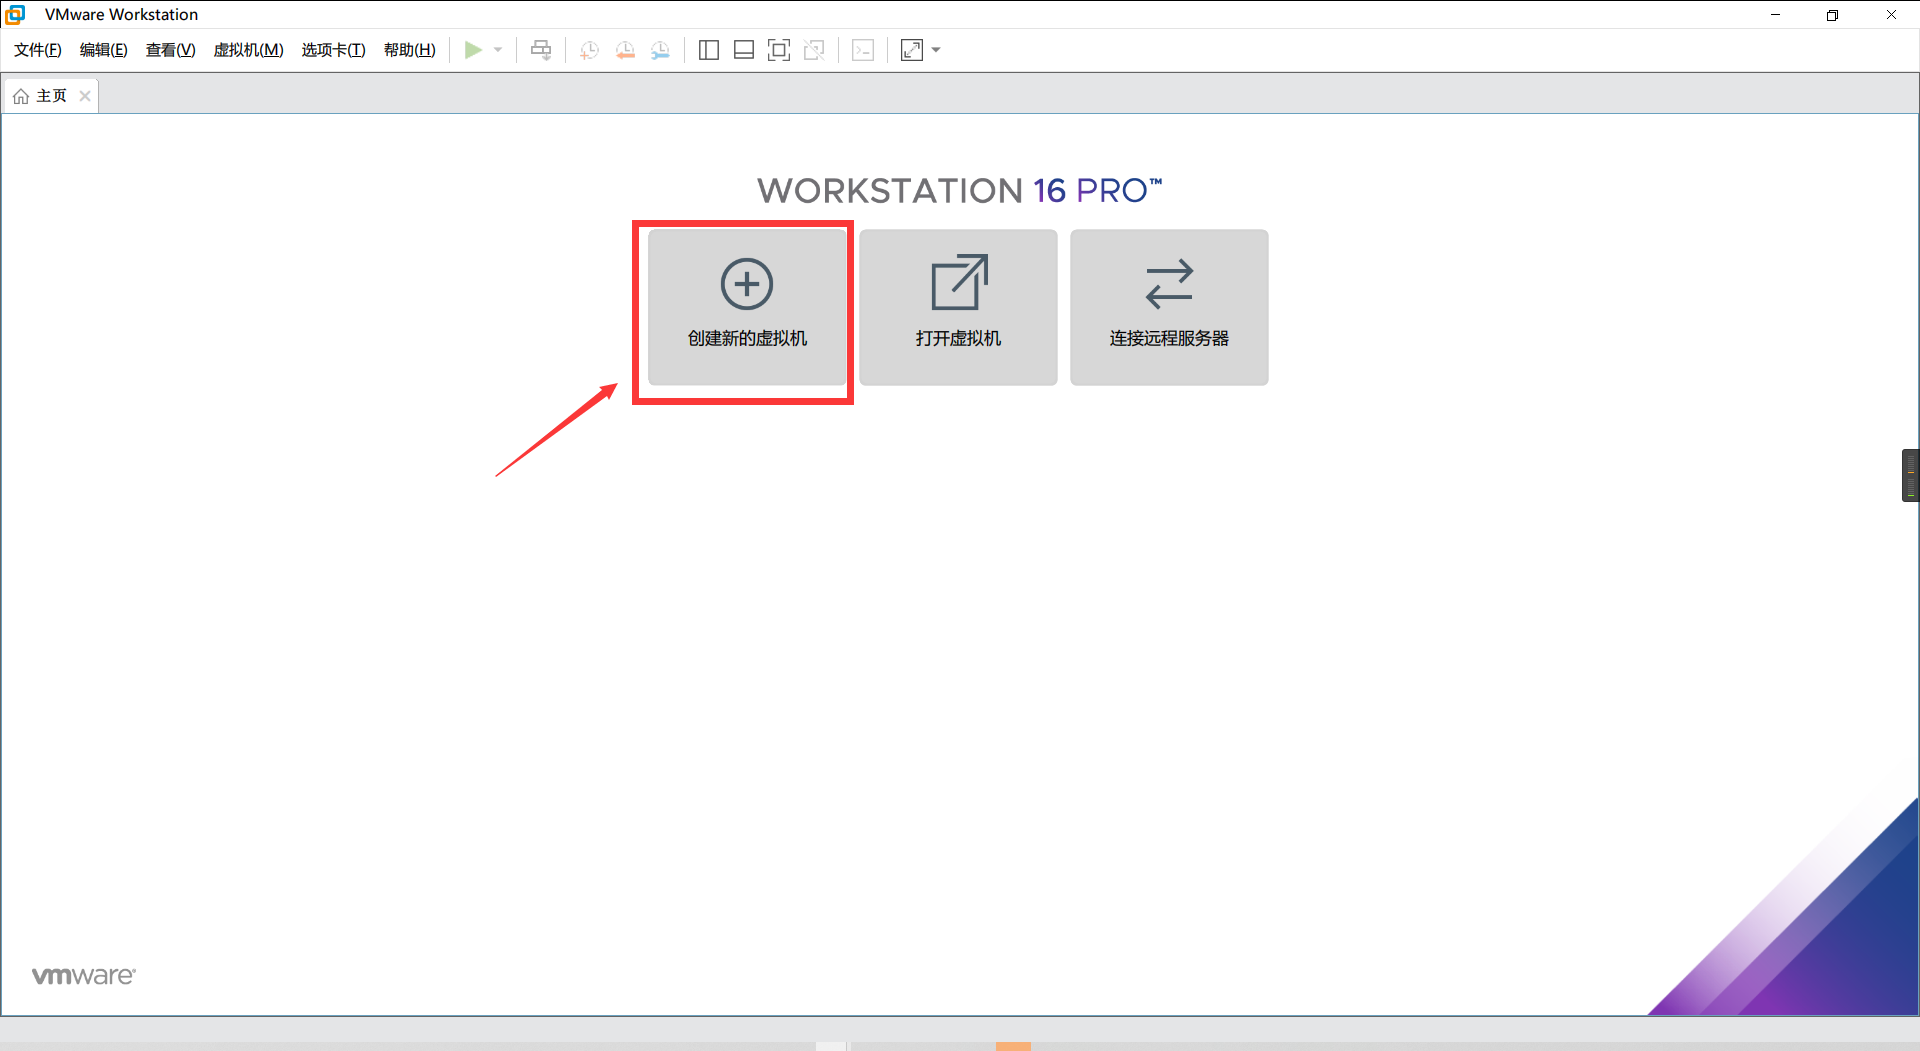 VMware Workstation
文件(F) 编辑(E) 查看(V) 虚拟机(M) 选项卡(T) 帮助(H)
主页
WORKSTATION 16 PRO™
创建新的虚拟机 打开虚拟机 连接远程服务器
vmware®